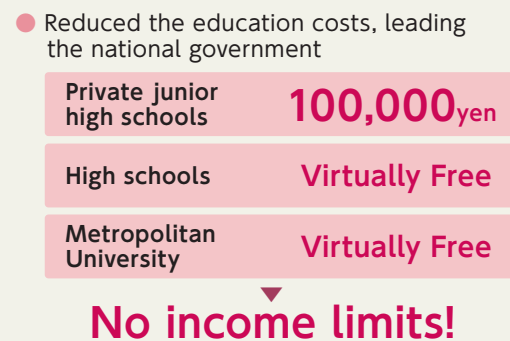 Reduced the education costs, leading
the national government
Private junior
high schools
100,000yen
High schools
Virtually Free
Metropolitan
University
Virtually Free
No income limits!